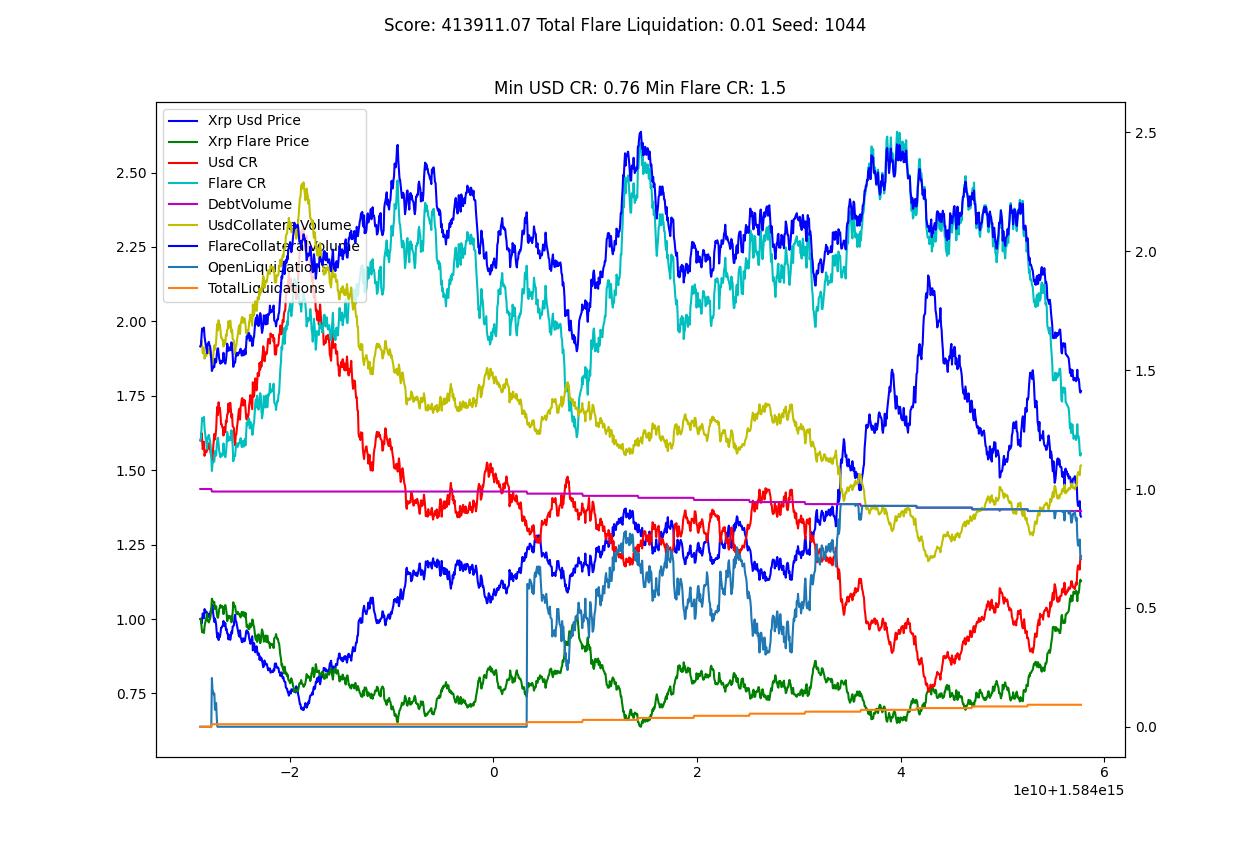 Score: 413911.07 Total Flare Liquidation: 0.01 Seed: 1044
Min USD CR: 0.76 Min Flare CR: 1.5
Xrp Usd Price
Xrp Flare Price
Usd CR
Flare CR
DebtVolume
UsdCollateralVolume
FlareCollateralVolume
OpenLiquidations
TotalLiquidations
2.50
2.25
2.00
1.75
1.50
1.25
1.00
0.75
2.5
2.0
1.5
1.0
0.5
0.0
−2 0 2 4 6
1e10+1.584e15